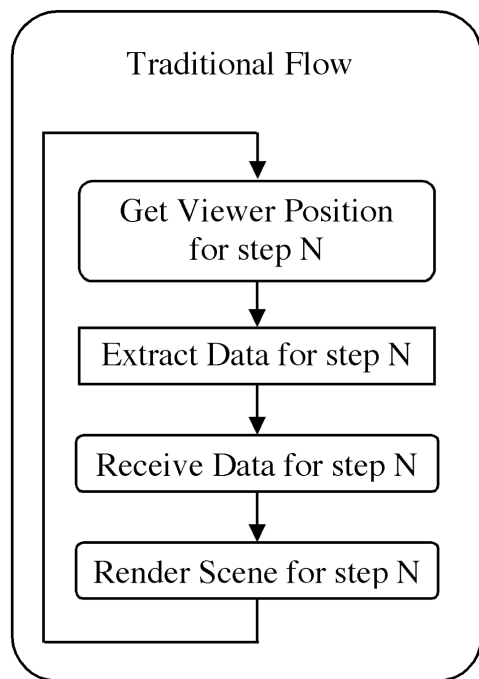 Traditional Flow
Get Viewer Position
for step N
Extract Data for step N
Receive Data for step N
Render Scene for step N